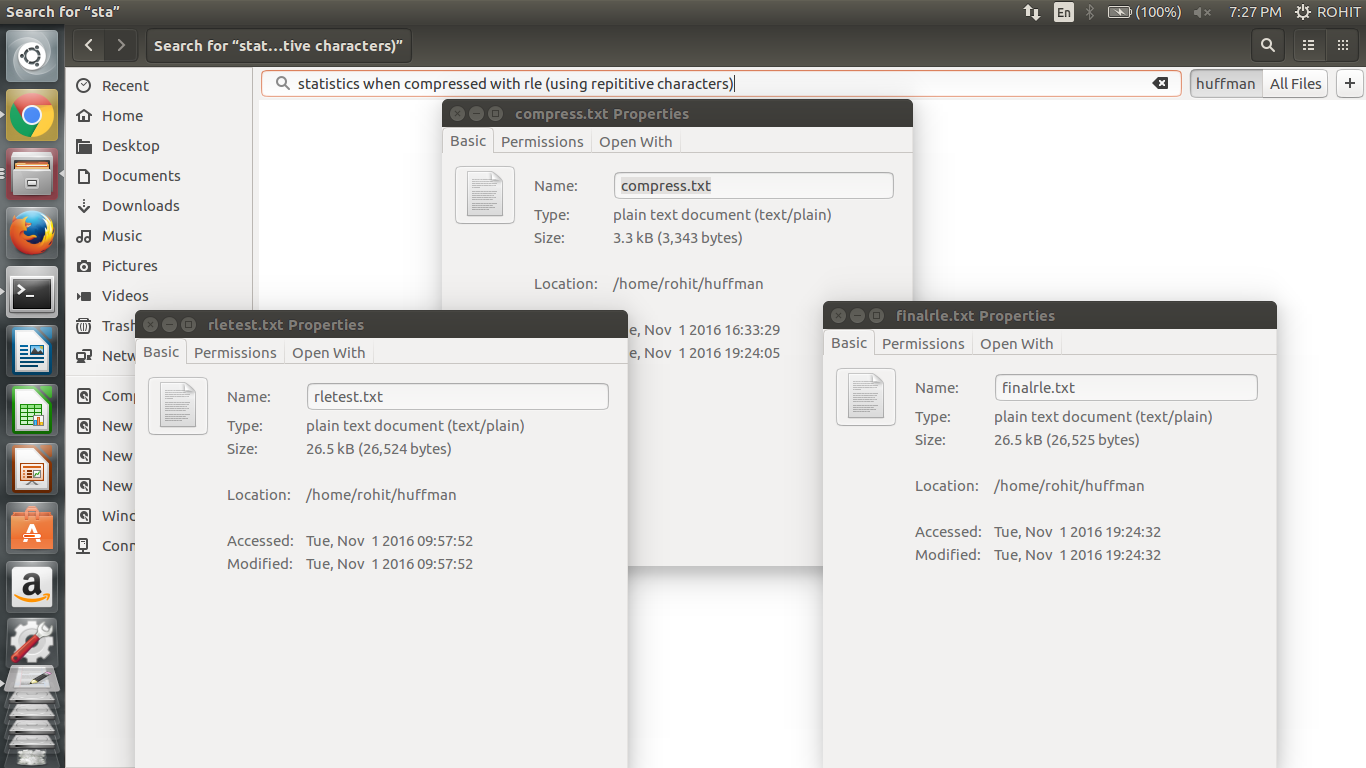 Search for “sta”
En
(100%)
7:27 PM
ROHIT
Search for “stat...tive characters)”
Recent
Home
Desktop
Documents
Downloads
Music
Pictures
Videos
Trash
Netw
Comp
New
New
New
Wind
Conn
statistics when compressed with rle (using repititive characters)
huffman
All Files
compress.txt Properties
Basic
Permissions
Open With
Name: compress.txt
Type: plain text document (text/plain)
Size: 3.3 kB (3,343 bytes)
Location: /home/rohit/huffman
e, Nov 1 2016 16:33:29
e, Nov 1 2016 19:24:05
rletest.txt Properties
Basic
Permissions
Open With
Name: rletest.txt
Type: plain text document (text/plain)
Size: 26.5 kB (26,524 bytes)
Location: /home/rohit/huffman
Accessed: Tue, Nov 1 2016 09:57:52
Modified: Tue, Nov 1 2016 09:57:52
finalrle.txt Properties
Basic
Permissions
Open With
Name: finalrle.txt
Type: plain text document (text/plain)
Size: 26.5 kB (26,525 bytes)
Location: /home/rohit/huffman
Accessed: Tue, Nov 1 2016 19:24:32
Modified: Tue, Nov 1 2016 19:24:32